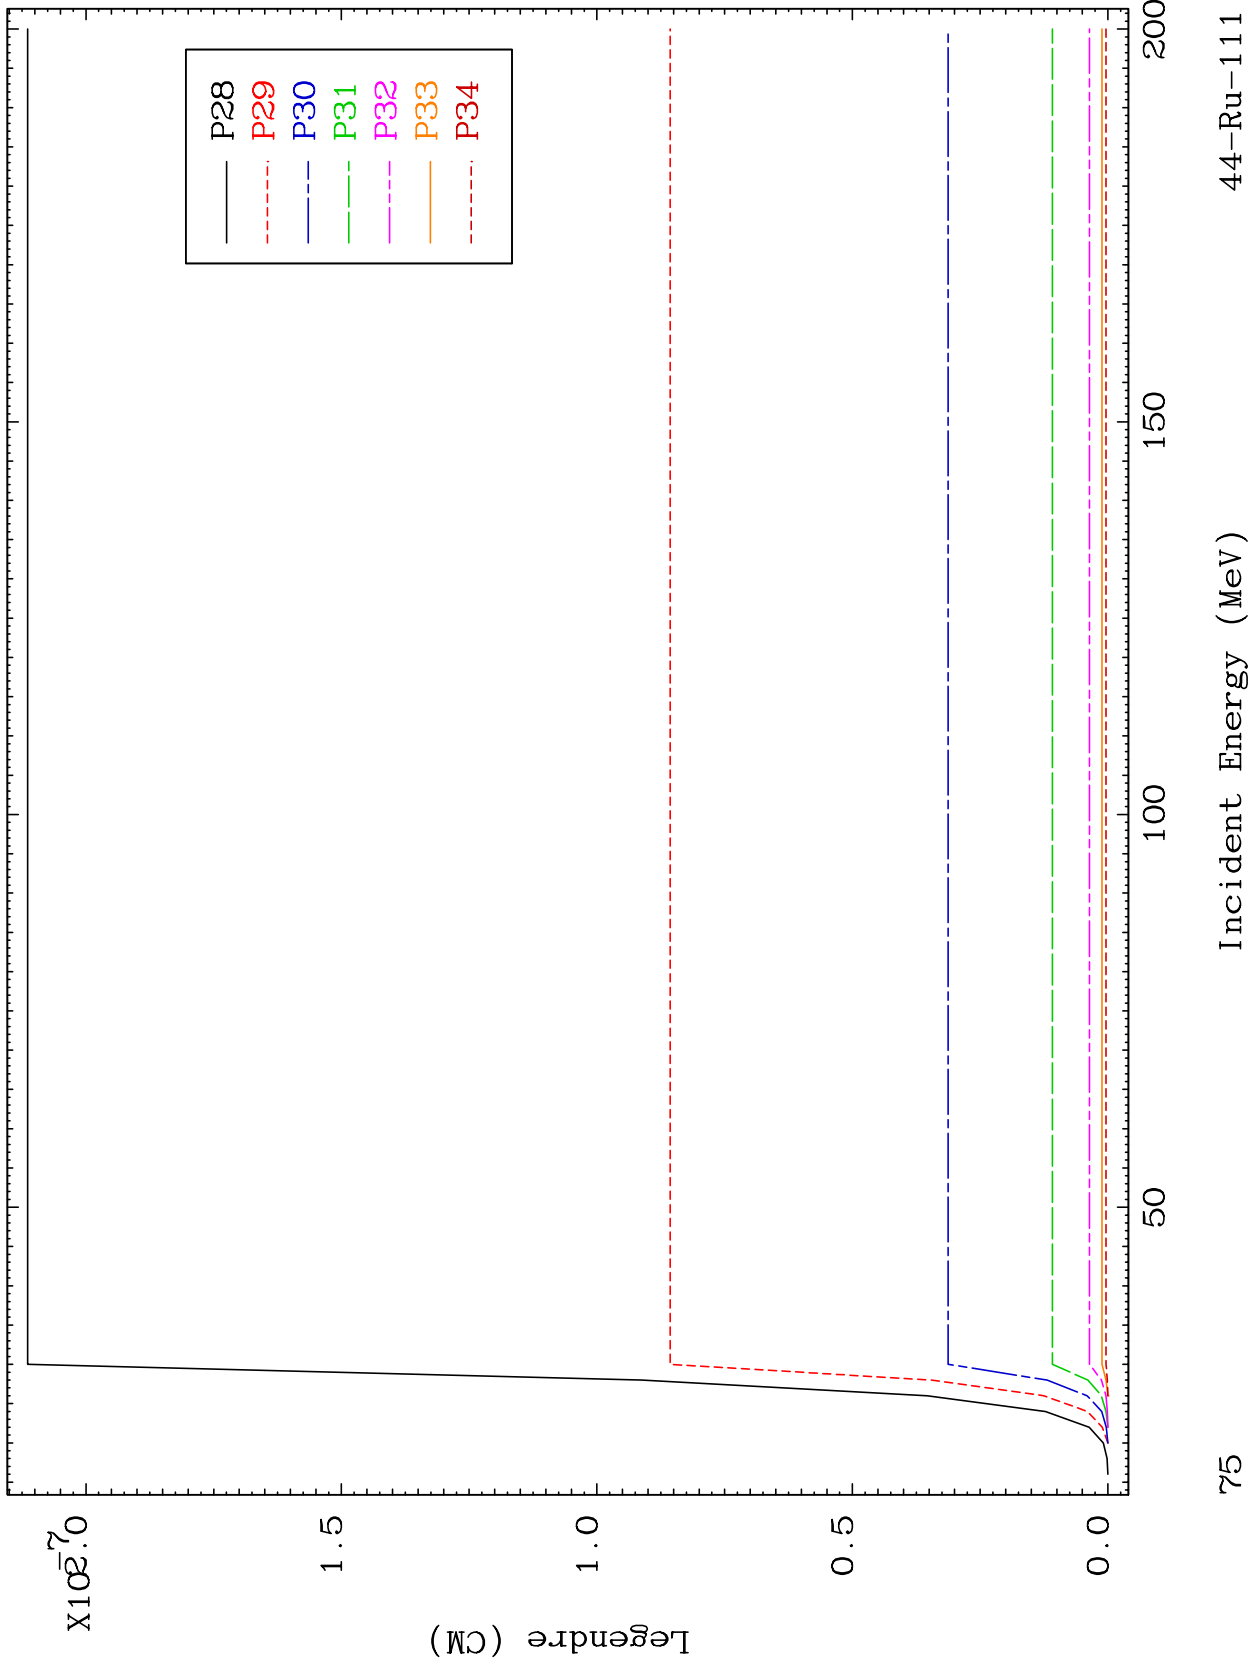 X10-7
2.0
1.5
1.0
0.5
0.0
Legendre (CM)
P28
P29
P30
P31
P32
P33
P34
50
100
150
200
75
Incident Energy (MeV)
44-Ru-111